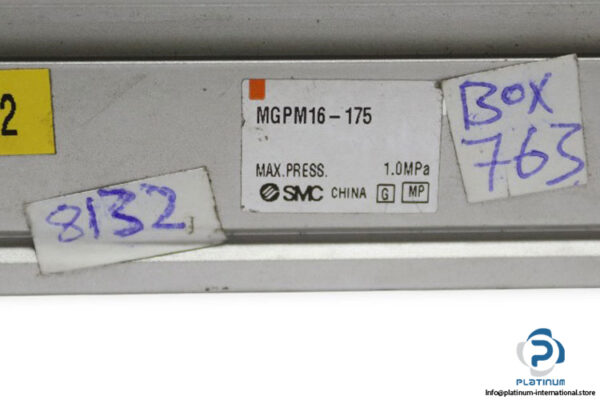 2
MGPM16-175
MAX.PRESS. 1.0MPa
SMC CHINA G MP
BOX
763
8132
PLATINUM
info@platinum-international.store